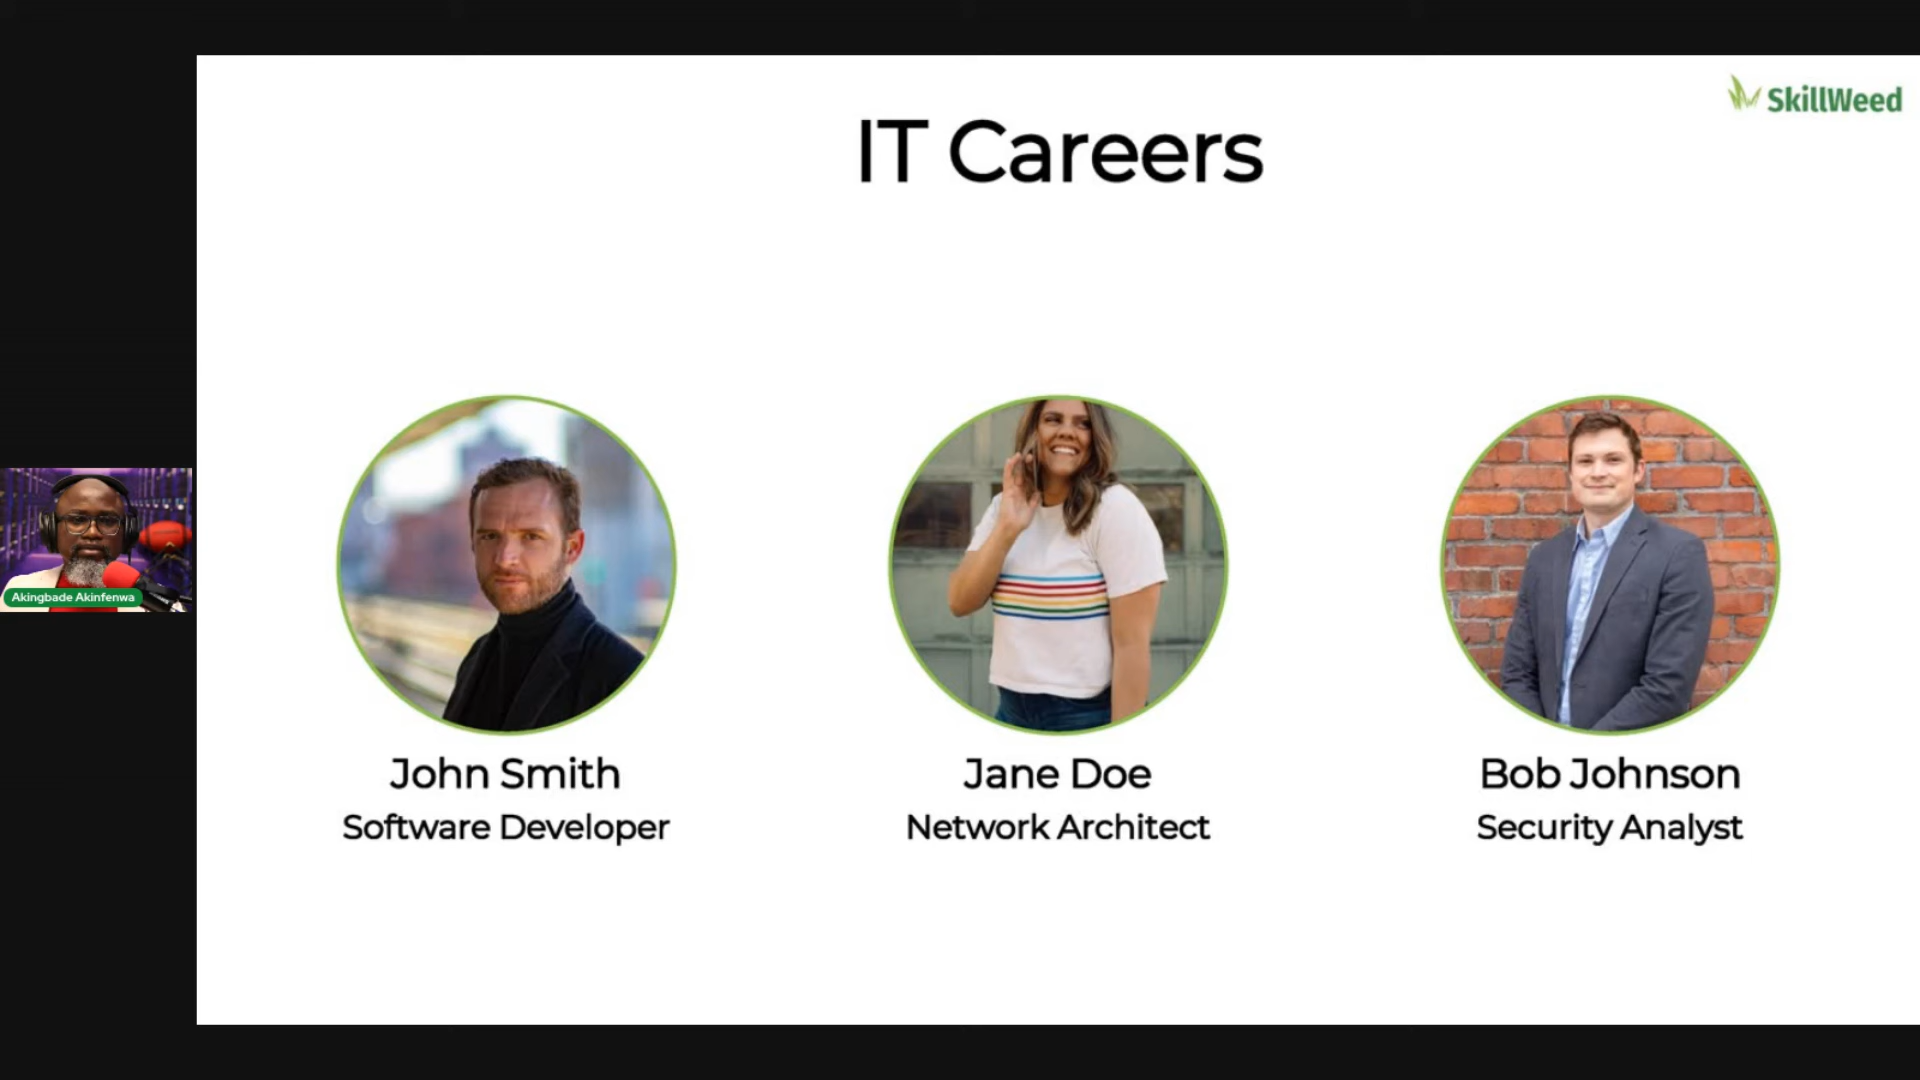 SkillWeed
IT Careers
Akingbade Akinfenwa
John Smith
Software Developer
Jane Doe
Network Architect
Bob Johnson
Security Analyst